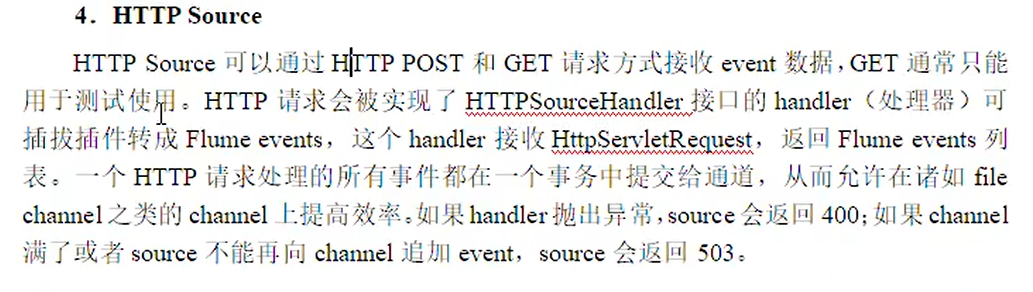 4．HTTP Source
HTTP Source 可以通过 HTTP POST 和 GET 请求方式接收 event 数据，GET 通常只能
用于测试使用。HTTP 请求会被实现了 HTTPSourceHandler 接口的 handler（处理器）可
插拔插件转成 Flume events，这个 handler 接收 HttpServletRequest，返回 Flume events 列
表。一个 HTTP 请求处理的所有事件都在一个事务中提交给通道，从而允许在诸如 file
channel 之类的 channel 上提高效率。如果 handler 抛出异常，source 会返回 400；如果 channel
满了或者 source 不能再向 channel 追加 event，source 会返回 503。